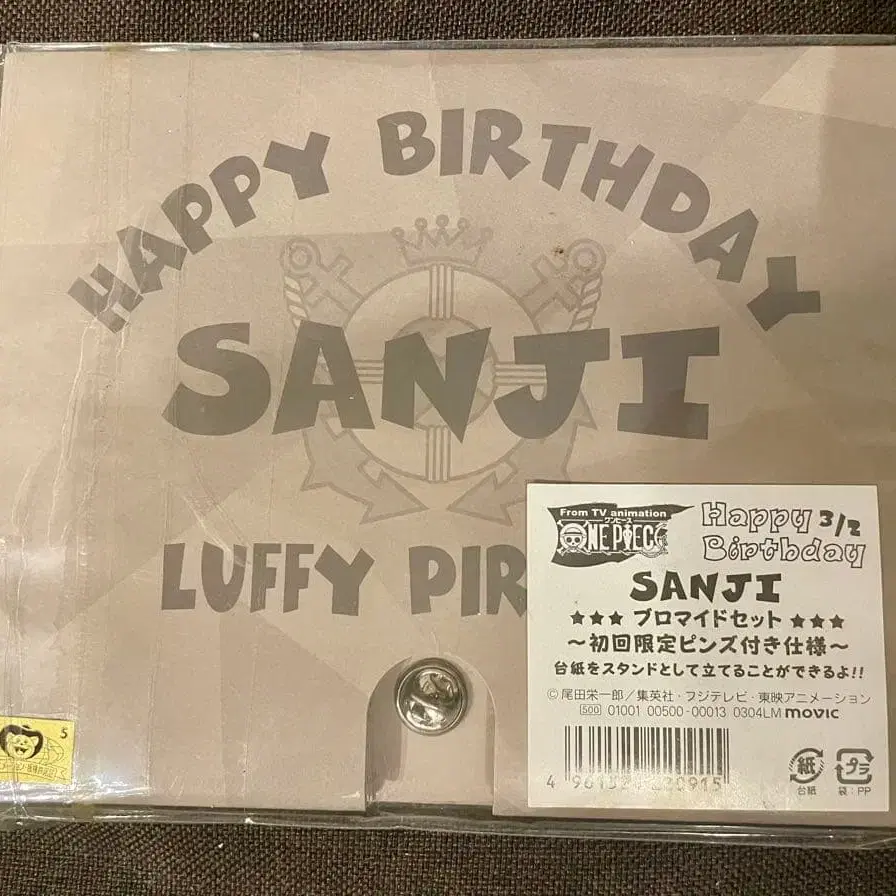 HAPPY BIRTHDAY
SANJI
LUFFY PIR
From TV animation
ワンピース
ONE PIECE
Happy 3/2
Birthday
SANJI
★★★ ブロマイドセット ★★★
～初回限定ピンズ付き仕様～
台紙をスタンドとして立てることができるよ!!
©尾田栄一郎/集英社・フジテレビ・東映アニメーション
500 01001 00500-00013 0304LM movic
紙
台紙
プラ
袋:PP
5